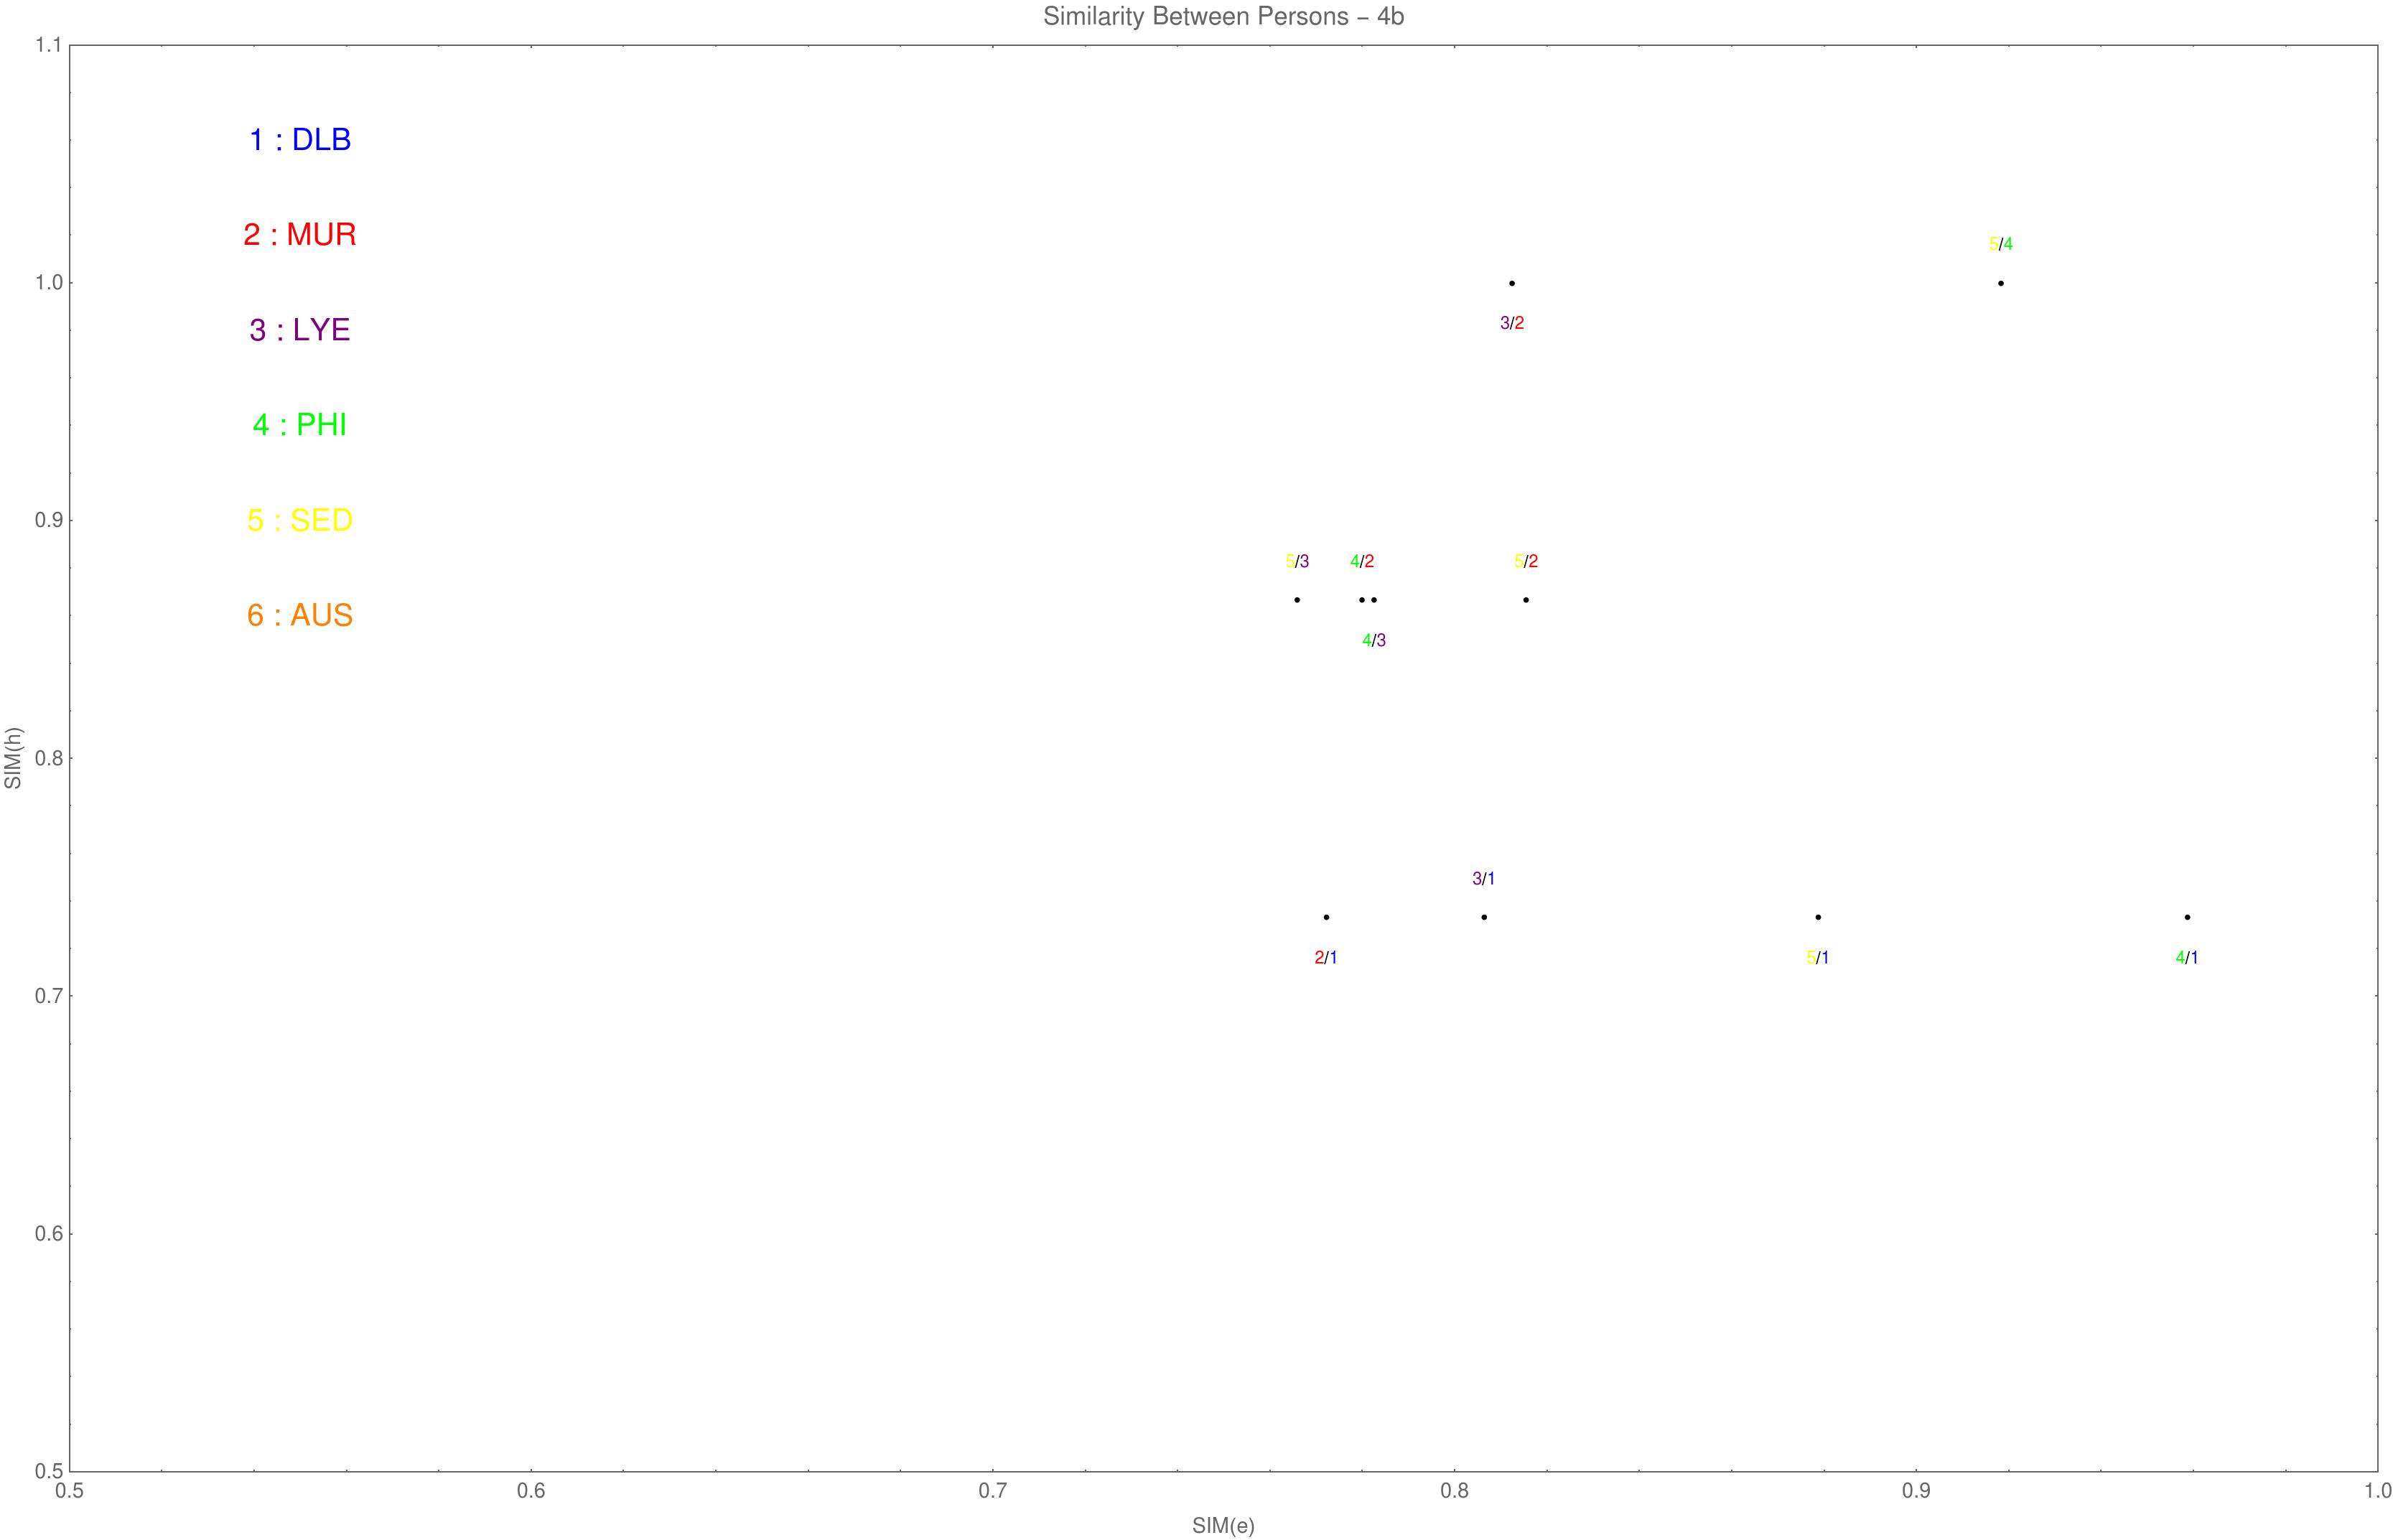 Similarity Between Persons – 4b
1.1
1 : DLB
2 : MUR
5/4
1.0
3/2
3 : LYE
4 : PHI
0.9
5 : SED
5/3 4/2 5/2
6 : AUS
4/3
SIM(h)
0.8
3/1
2/1 5/1 4/1
0.7
0.6
0.5
0.5 0.6 0.7 0.8 0.9 1.0
SIM(e)